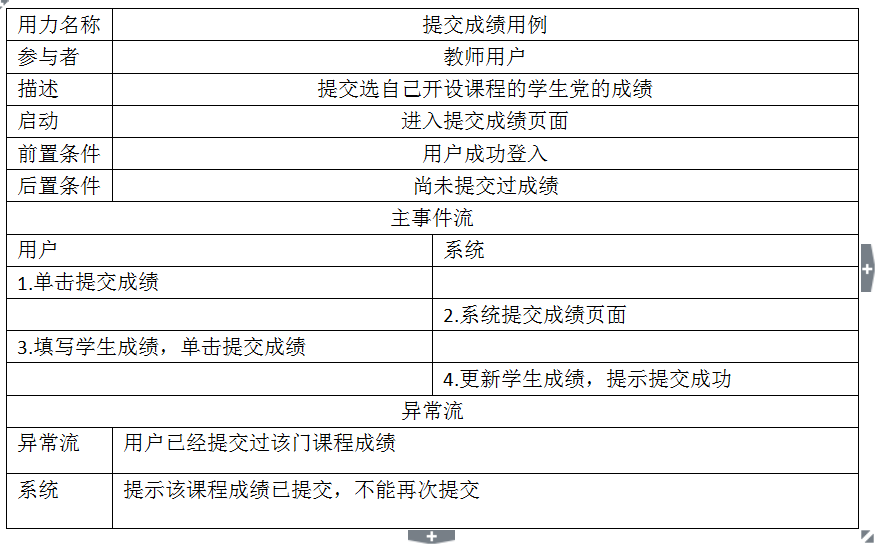 用力名称 提交成绩用例
参与者 教师用户
描述 提交选自己开设课程的学生党的成绩
启动 进入提交成绩页面
前置条件 用户成功登入
后置条件 尚未提交过成绩
主事件流
用户 系统
1.单击提交成绩
2.系统提交成绩页面
3.填写学生成绩，单击提交成绩
4.更新学生成绩，提示提交成功
异常流
异常流 用户已经提交过该门课程成绩
系统 提示该课程成绩已提交，不能再次提交